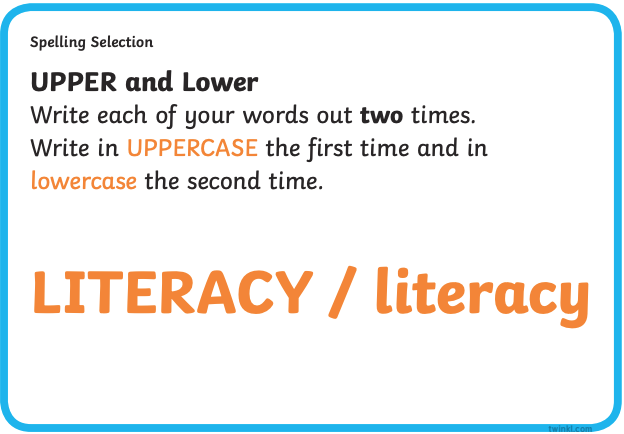 Spelling Selection
UPPER and Lower
Write each of your words out two times.
Write in UPPERCASE the first time and in
lowercase the second time.
LITERACY / literacy
twinkl.com